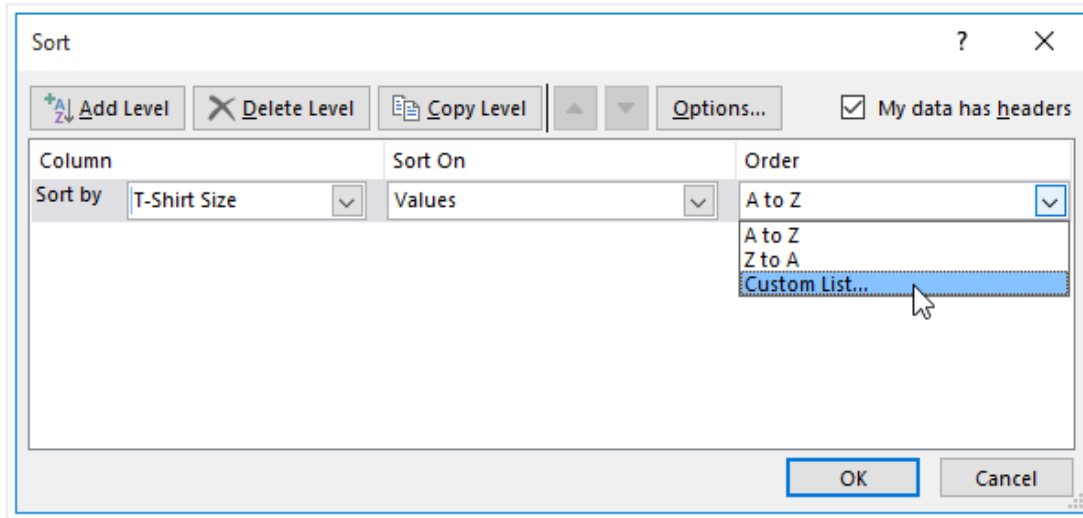 Sort ?
Add Level Delete Level Copy Level Options... My data has headers
Column Sort On Order
Sort by T-Shirt Size Values A to Z
A to Z
Z to A
Custom List...
OK Cancel